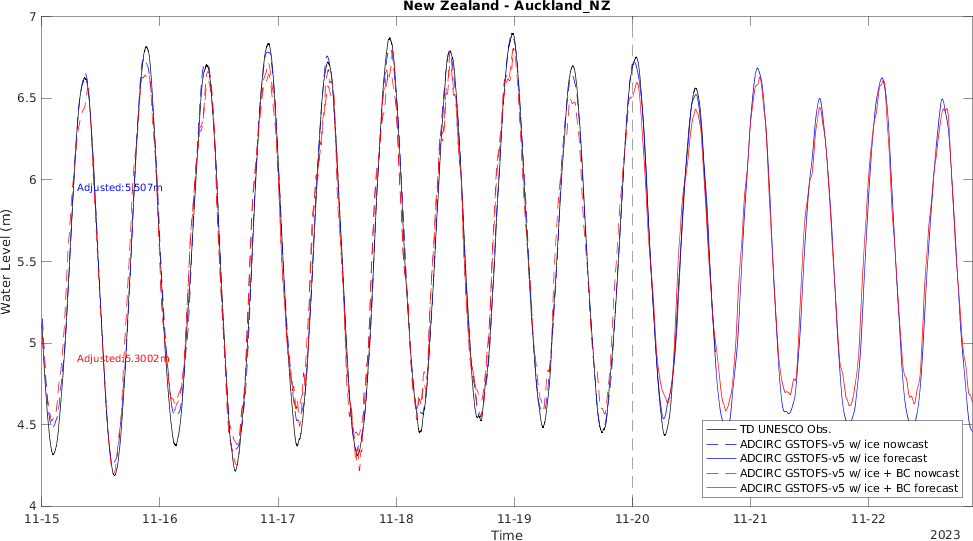 New Zealand - Auckland_NZ
7
6.5
6
5.5
5
4.5
4
Water Level (m)
Adjusted:5.507m
Adjusted:5.3002m
TD UNESCO Obs.
ADCIRC GSTOFS-v5 w/ ice nowcast
ADCIRC GSTOFS-v5 w/ ice forecast
ADCIRC GSTOFS-v5 w/ ice + BC nowcast
ADCIRC GSTOFS-v5 w/ ice + BC forecast
11-15 11-16 11-17 11-18 11-19 11-20 11-21 11-22
Time
2023